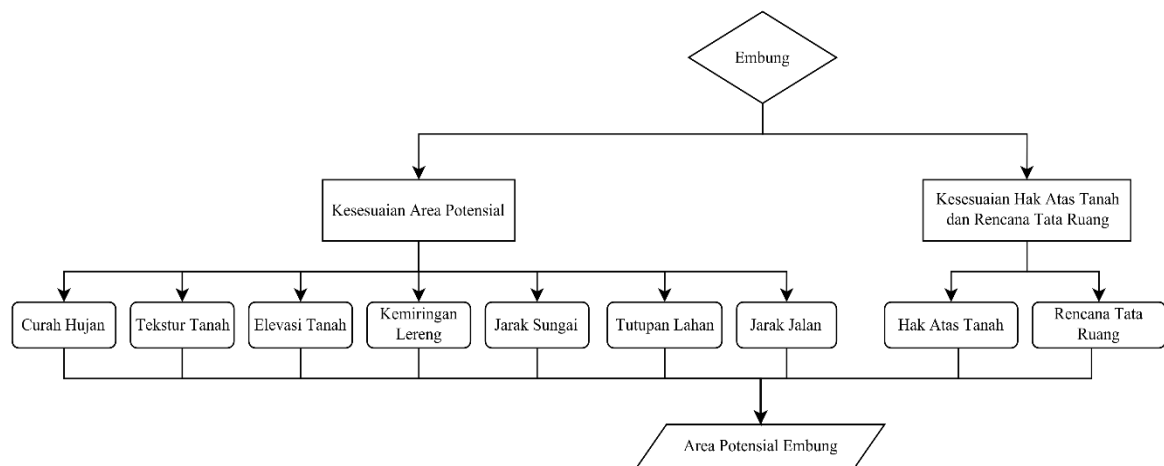 Embung
Kesesuaian Area Potensial
Kesesuaian Hak Atas Tanah
dan Rencana Tata Ruang
Curah Hujan
Tekstur Tanah
Elevasi Tanah
Kemiringan
Lereng
Jarak Sungai
Tutupan Lahan
Jarak Jalan
Hak Atas Tanah
Rencana Tata
Ruang
Area Potensial Embung